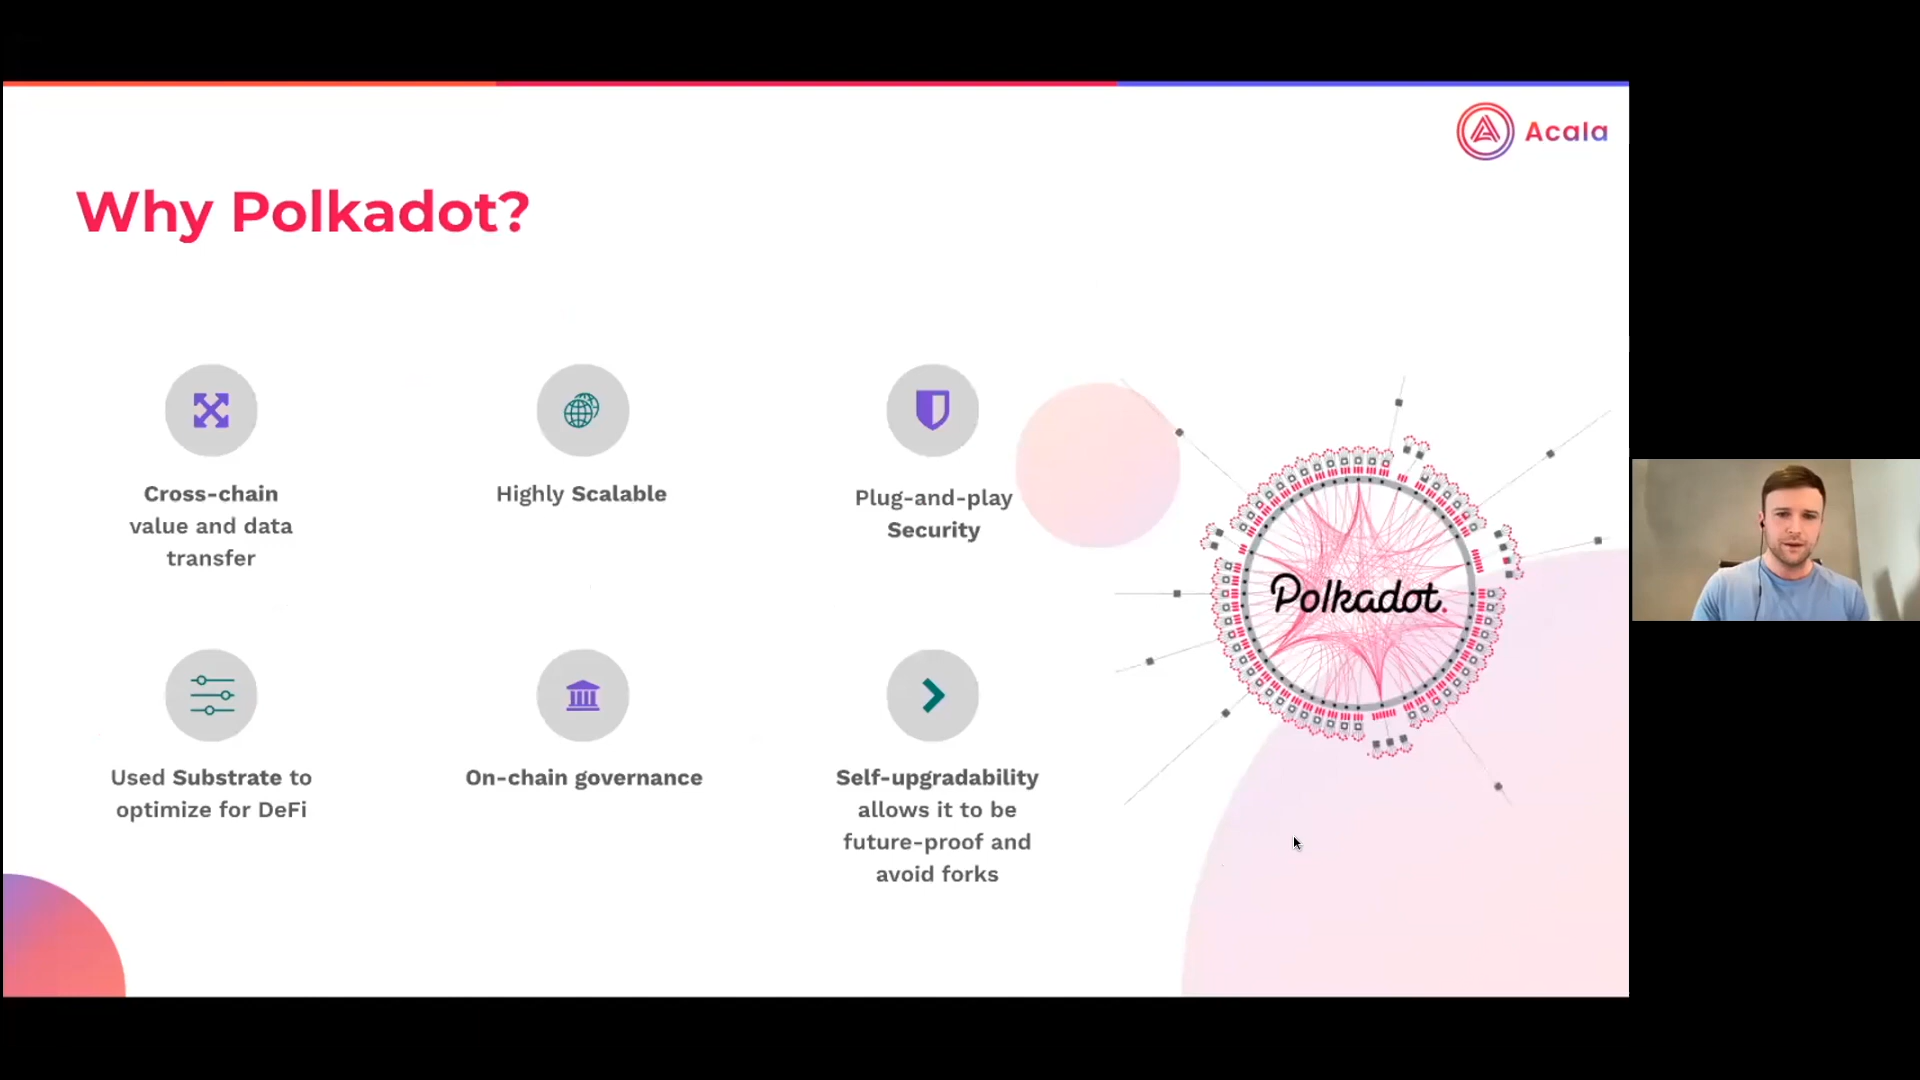 Acala
Why Polkadot?
Cross-chain
value and data
transfer
Highly Scalable
Plug-and-play
Security
Polkadot.
Used Substrate to
optimize for DeFi
On-chain governance
Self-upgradability
allows it to be
future-proof and
avoid forks